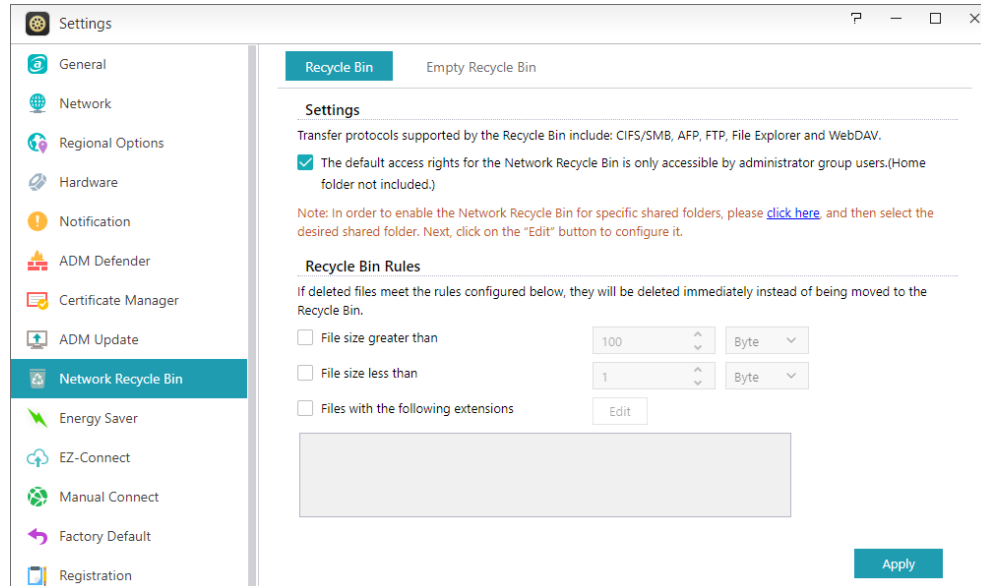 Settings
General
Network
Regional Options
Hardware
Notification
ADM Defender
Certificate Manager
ADM Update
Network Recycle Bin
Energy Saver
EZ-Connect
Manual Connect
Factory Default
Registration
Recycle Bin
Empty Recycle Bin
Settings
Transfer protocols supported by the Recycle Bin include: CIFS/SMB, AFP, FTP, File Explorer and WebDAV.
The default access rights for the Network Recycle Bin is only accessible by administrator group users.(Home
folder not included.)
Note: In order to enable the Network Recycle Bin for specific shared folders, please click here, and then select the
desired shared folder. Next, click on the “Edit” button to configure it.
Recycle Bin Rules
If deleted files meet the rules configured below, they will be deleted immediately instead of being moved to the
Recycle Bin.
File size greater than 100 Byte
File size less than 1 Byte
Files with the following extensions Edit
Apply